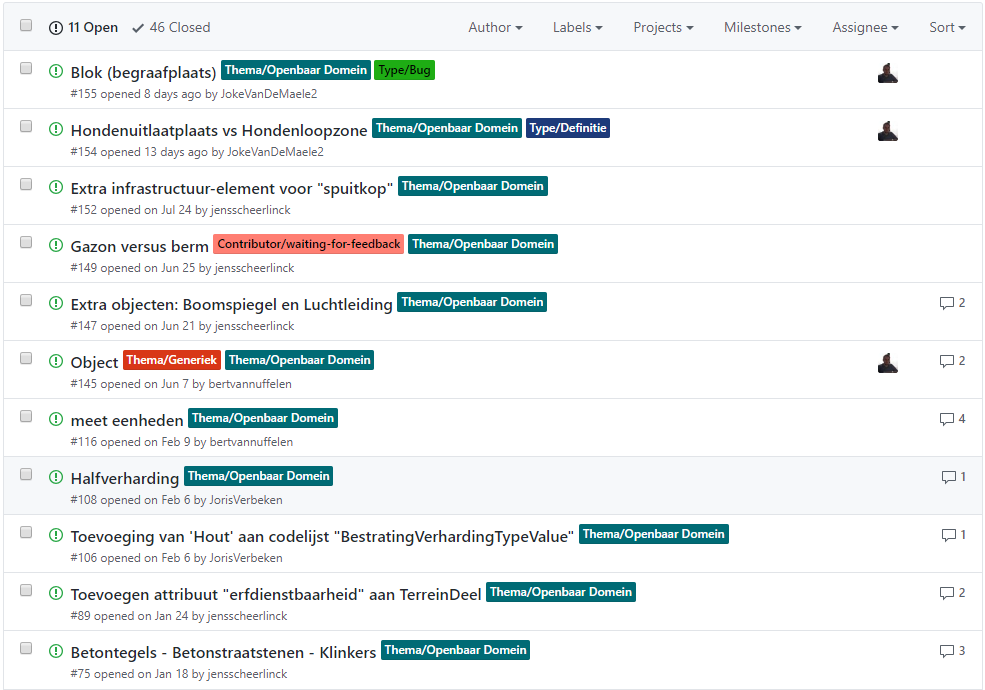 11 Open 46 Closed Author Labels Projects Milestones Assignee Sort
Blok (begraafplaats) Thema/Openbaar Domein Type/Bug
#155 opened 8 days ago by JokeVanDeMaele2
Hondenuitlaatplaats vs Hondenloopzone Thema/Openbaar Domein Type/Definitie
#154 opened 13 days ago by JokeVanDeMaele2
Extra infrastructuur-element voor "spuitkop" Thema/Openbaar Domein
#152 opened on Jul 24 by jensscheerlinck
Gazon versus berm Contributor/waiting-for-feedback Thema/Openbaar Domein
#149 opened on Jun 25 by jensscheerlinck
Extra objecten: Boomspiegel en Luchtleiding Thema/Openbaar Domein 2
#147 opened on Jun 21 by jensscheerlinck
Object Thema/Generiek Thema/Openbaar Domein 2
#145 opened on Jun 7 by bertvannuffelen
meet eenheden Thema/Openbaar Domein 4
#116 opened on Feb 9 by bertvannuffelen
Halfverharding Thema/Openbaar Domein 1
#108 opened on Feb 6 by JorisVerbeken
Toevoeging van 'Hout' aan codelijst "BestratingVerhardingTypeValue" Thema/Openbaar Domein 1
#106 opened on Feb 6 by JorisVerbeken
Toevoegen attribuut "erfdienstbaarheid" aan TerreinDeel Thema/Openbaar Domein 2
#89 opened on Jan 24 by jensscheerlinck
Betontegels - Betonstraatstenen - Klinkers Thema/Openbaar Domein 3
#75 opened on Jan 18 by jensscheerlinck